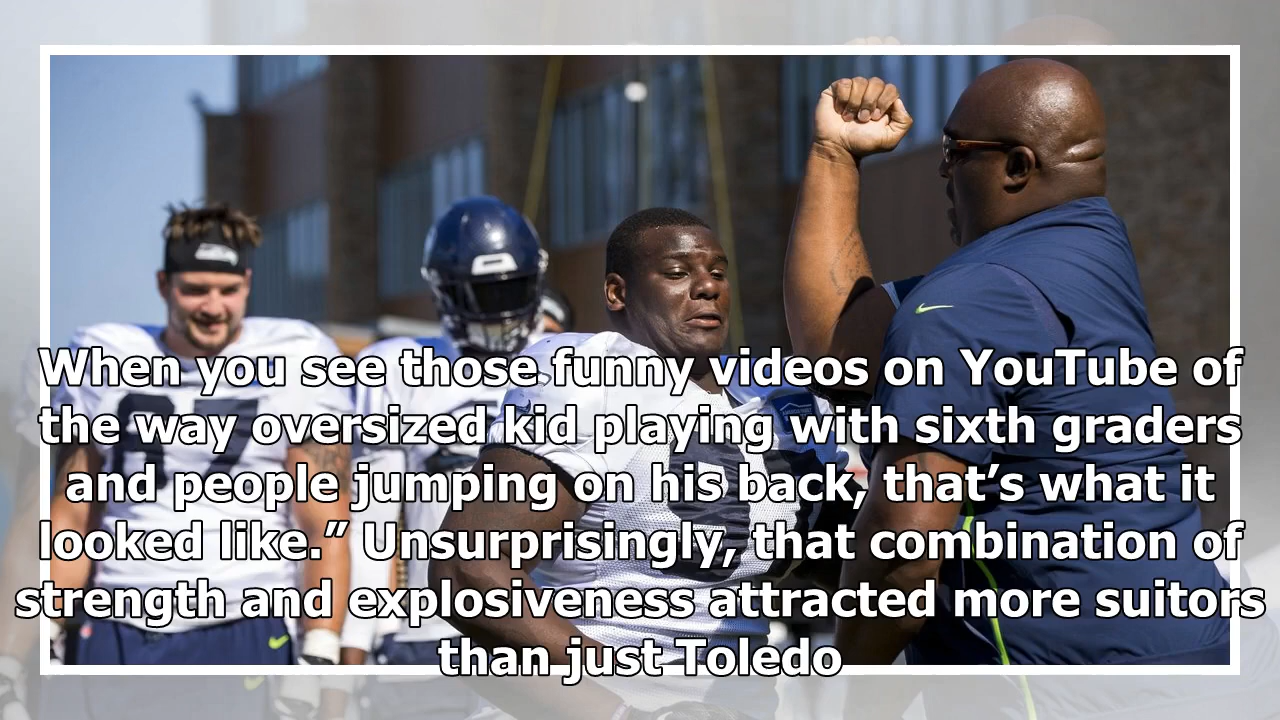 When you see those funny videos on YouTube of
the way oversized kid playing with sixth graders
and people jumping on his back, that’s what it
looked like.” Unsurprisingly, that combination of
strength and explosiveness attracted more suitors
than just Toledo